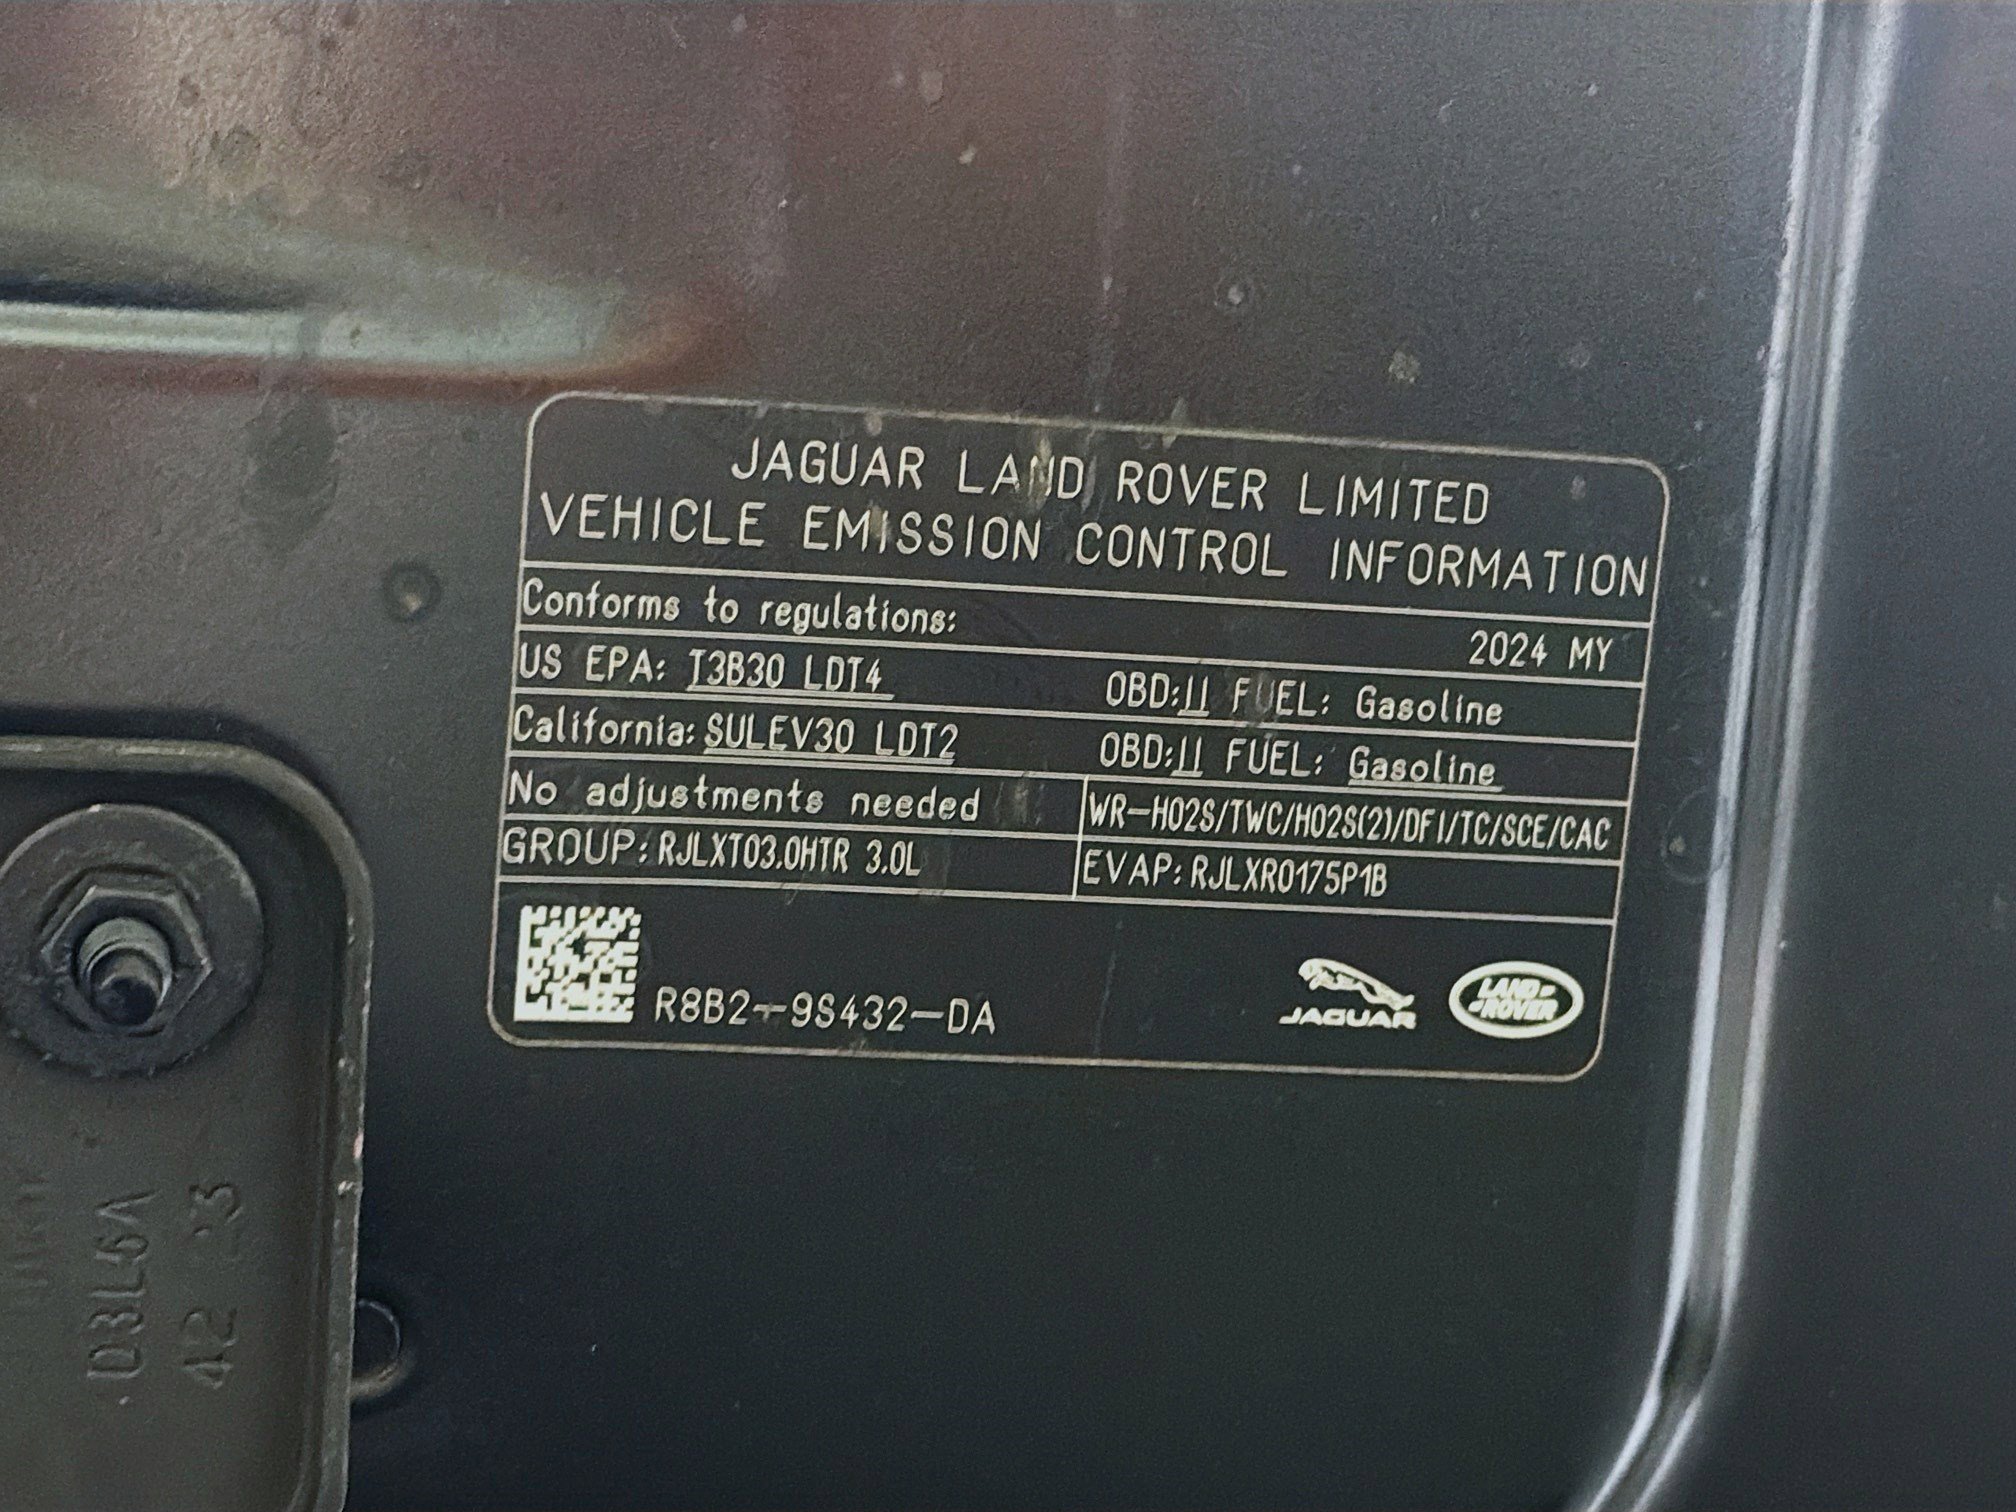 JAGUAR LAND ROVER LIMITED
VEHICLE EMISSION CONTROL INFORMATION
Conforms to regulations: 2024 MY
US EPA: T3B30 LDT4 OBD:II FUEL: Gasoline
California: SULEV30 LDT2 OBD:II FUEL: Gasoline
No adjustments needed WR-HO2S/TWC/HO2S(2)/DFI/TC/SCE/CAC
GROUP: RJLXT03.0HTR 3.0L EVAP: RJLXR0175P1B
R8B2-9S432-DA
JAGUAR
LAND
ROVER
42 23